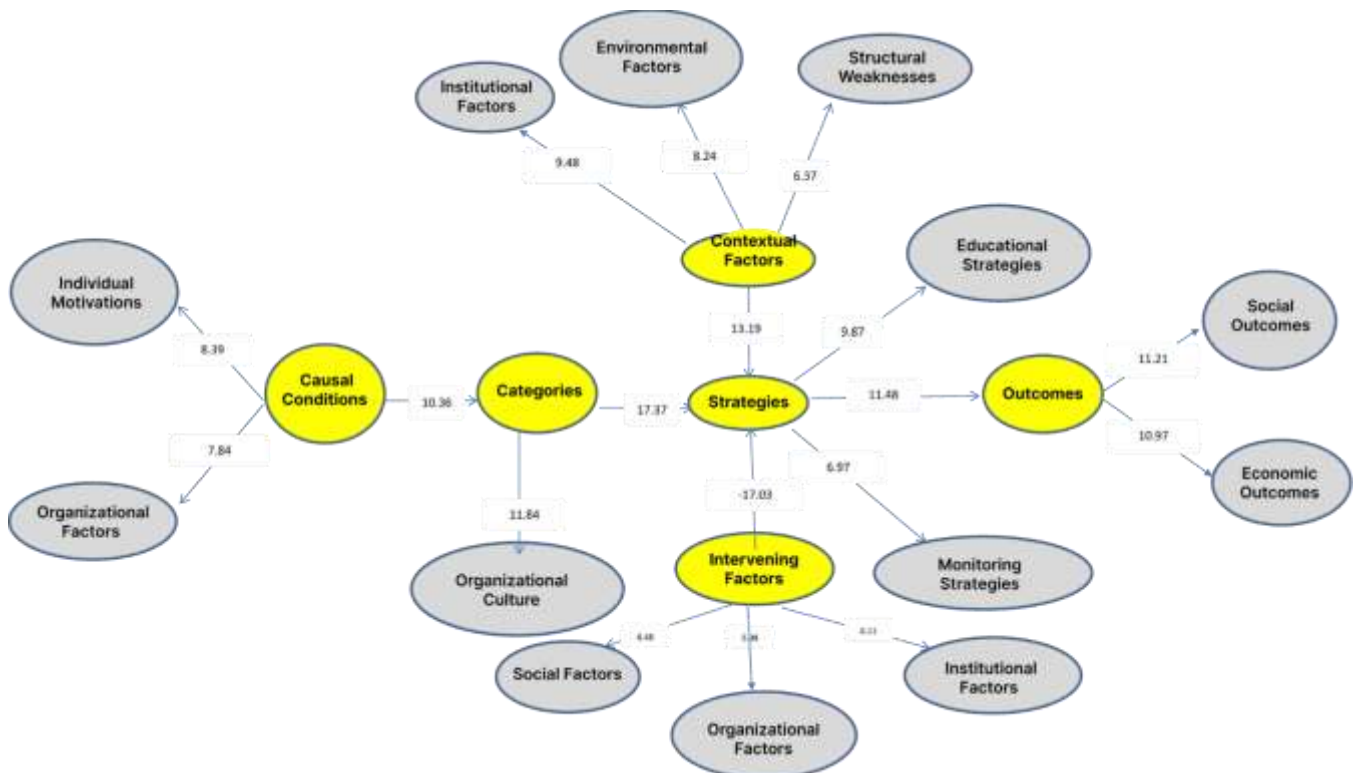 Environmental
Factors
Structural
Weaknesses
Institutional
Factors
9.48
8.24
6.37
Contextual
Factors
Educational
Strategies
Individual
Motivations
Social
Outcomes
13.19
9.87
8.39
11.21
Causal
Conditions
10.36
Categories
17.37
Strategies
11.48
Outcomes
7.84
10.97
6.97
Organizational
Factors
11.84
-17.03
Economic
Outcomes
Intervening
Factors
Monitoring
Strategies
Organizational
Culture
Social Factors
Institutional
Factors
Organizational
Factors